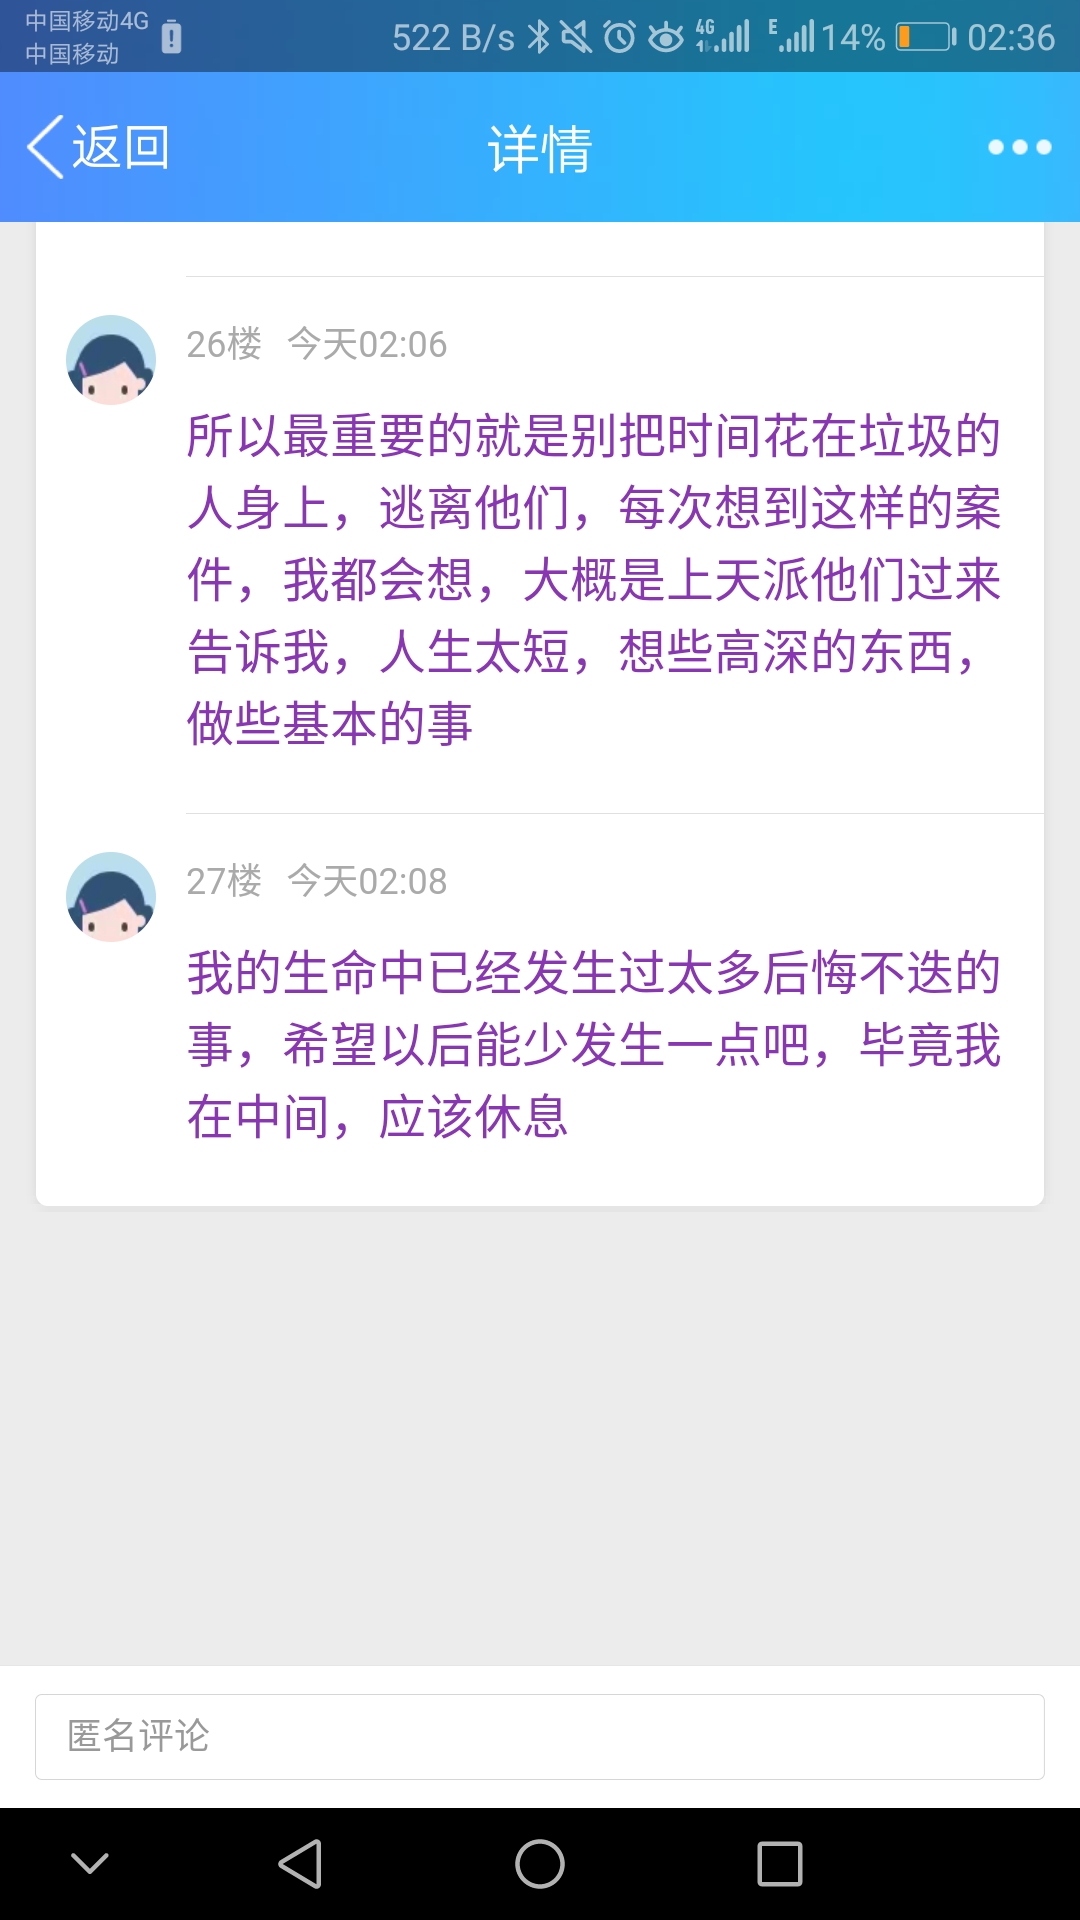 中国移动4G
中国移动
522 B/s 4G E 14% 02:36
返回 详情
26楼 今天02:06
所以最重要的就是别把时间花在垃圾的
人身上，逃离他们，每次想到这样的案
件，我都会想，大概是上天派他们过来
告诉我，人生太短，想些高深的东西，
做些基本的事
27楼 今天02:08
我的生命中已经发生过太多后悔不迭的
事，希望以后能少发生一点吧，毕竟我
在中间，应该休息
匿名评论